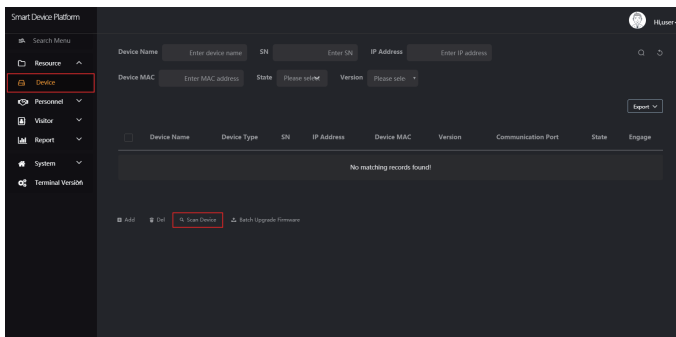 Smart Device Platform
Hi,user
Search Menu
Resource
Device
Personnel
Visitor
Report
System
Terminal Version
Device Name Enter device name SN Enter SN IP Address Enter IP address
Device MAC Enter MAC address State Please select Version Please sele
Export
Device Name Device Type SN IP Address Device MAC Version Communication Port State Engage
No matching records found!
Add Del Scan Device Batch Upgrade Firmware